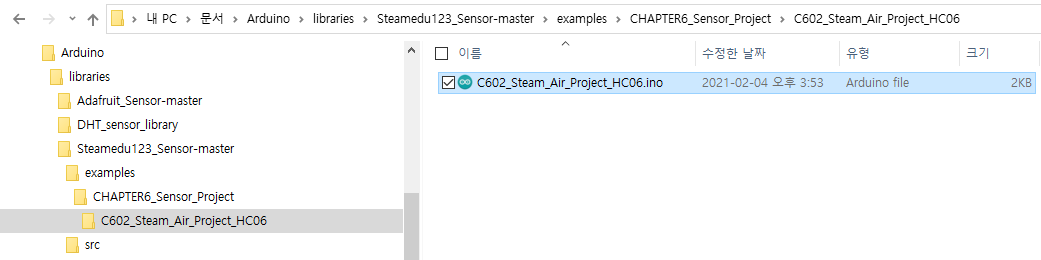 내 PC > 문서 > Arduino > libraries > Steamedu123_Sensor-master > examples > CHAPTER6_Sensor_Project > C602_Steam_Air_Project_HC06
Arduino
libraries
Adafruit_Sensor-master
DHT_sensor_library
Steamedu123_Sensor-master
examples
CHAPTER6_Sensor_Project
C602_Steam_Air_Project_HC06
src
이름 수정한 날짜 유형 크기
C602_Steam_Air_Project_HC06.ino 2021-02-04 오후 3:53 Arduino file 2KB